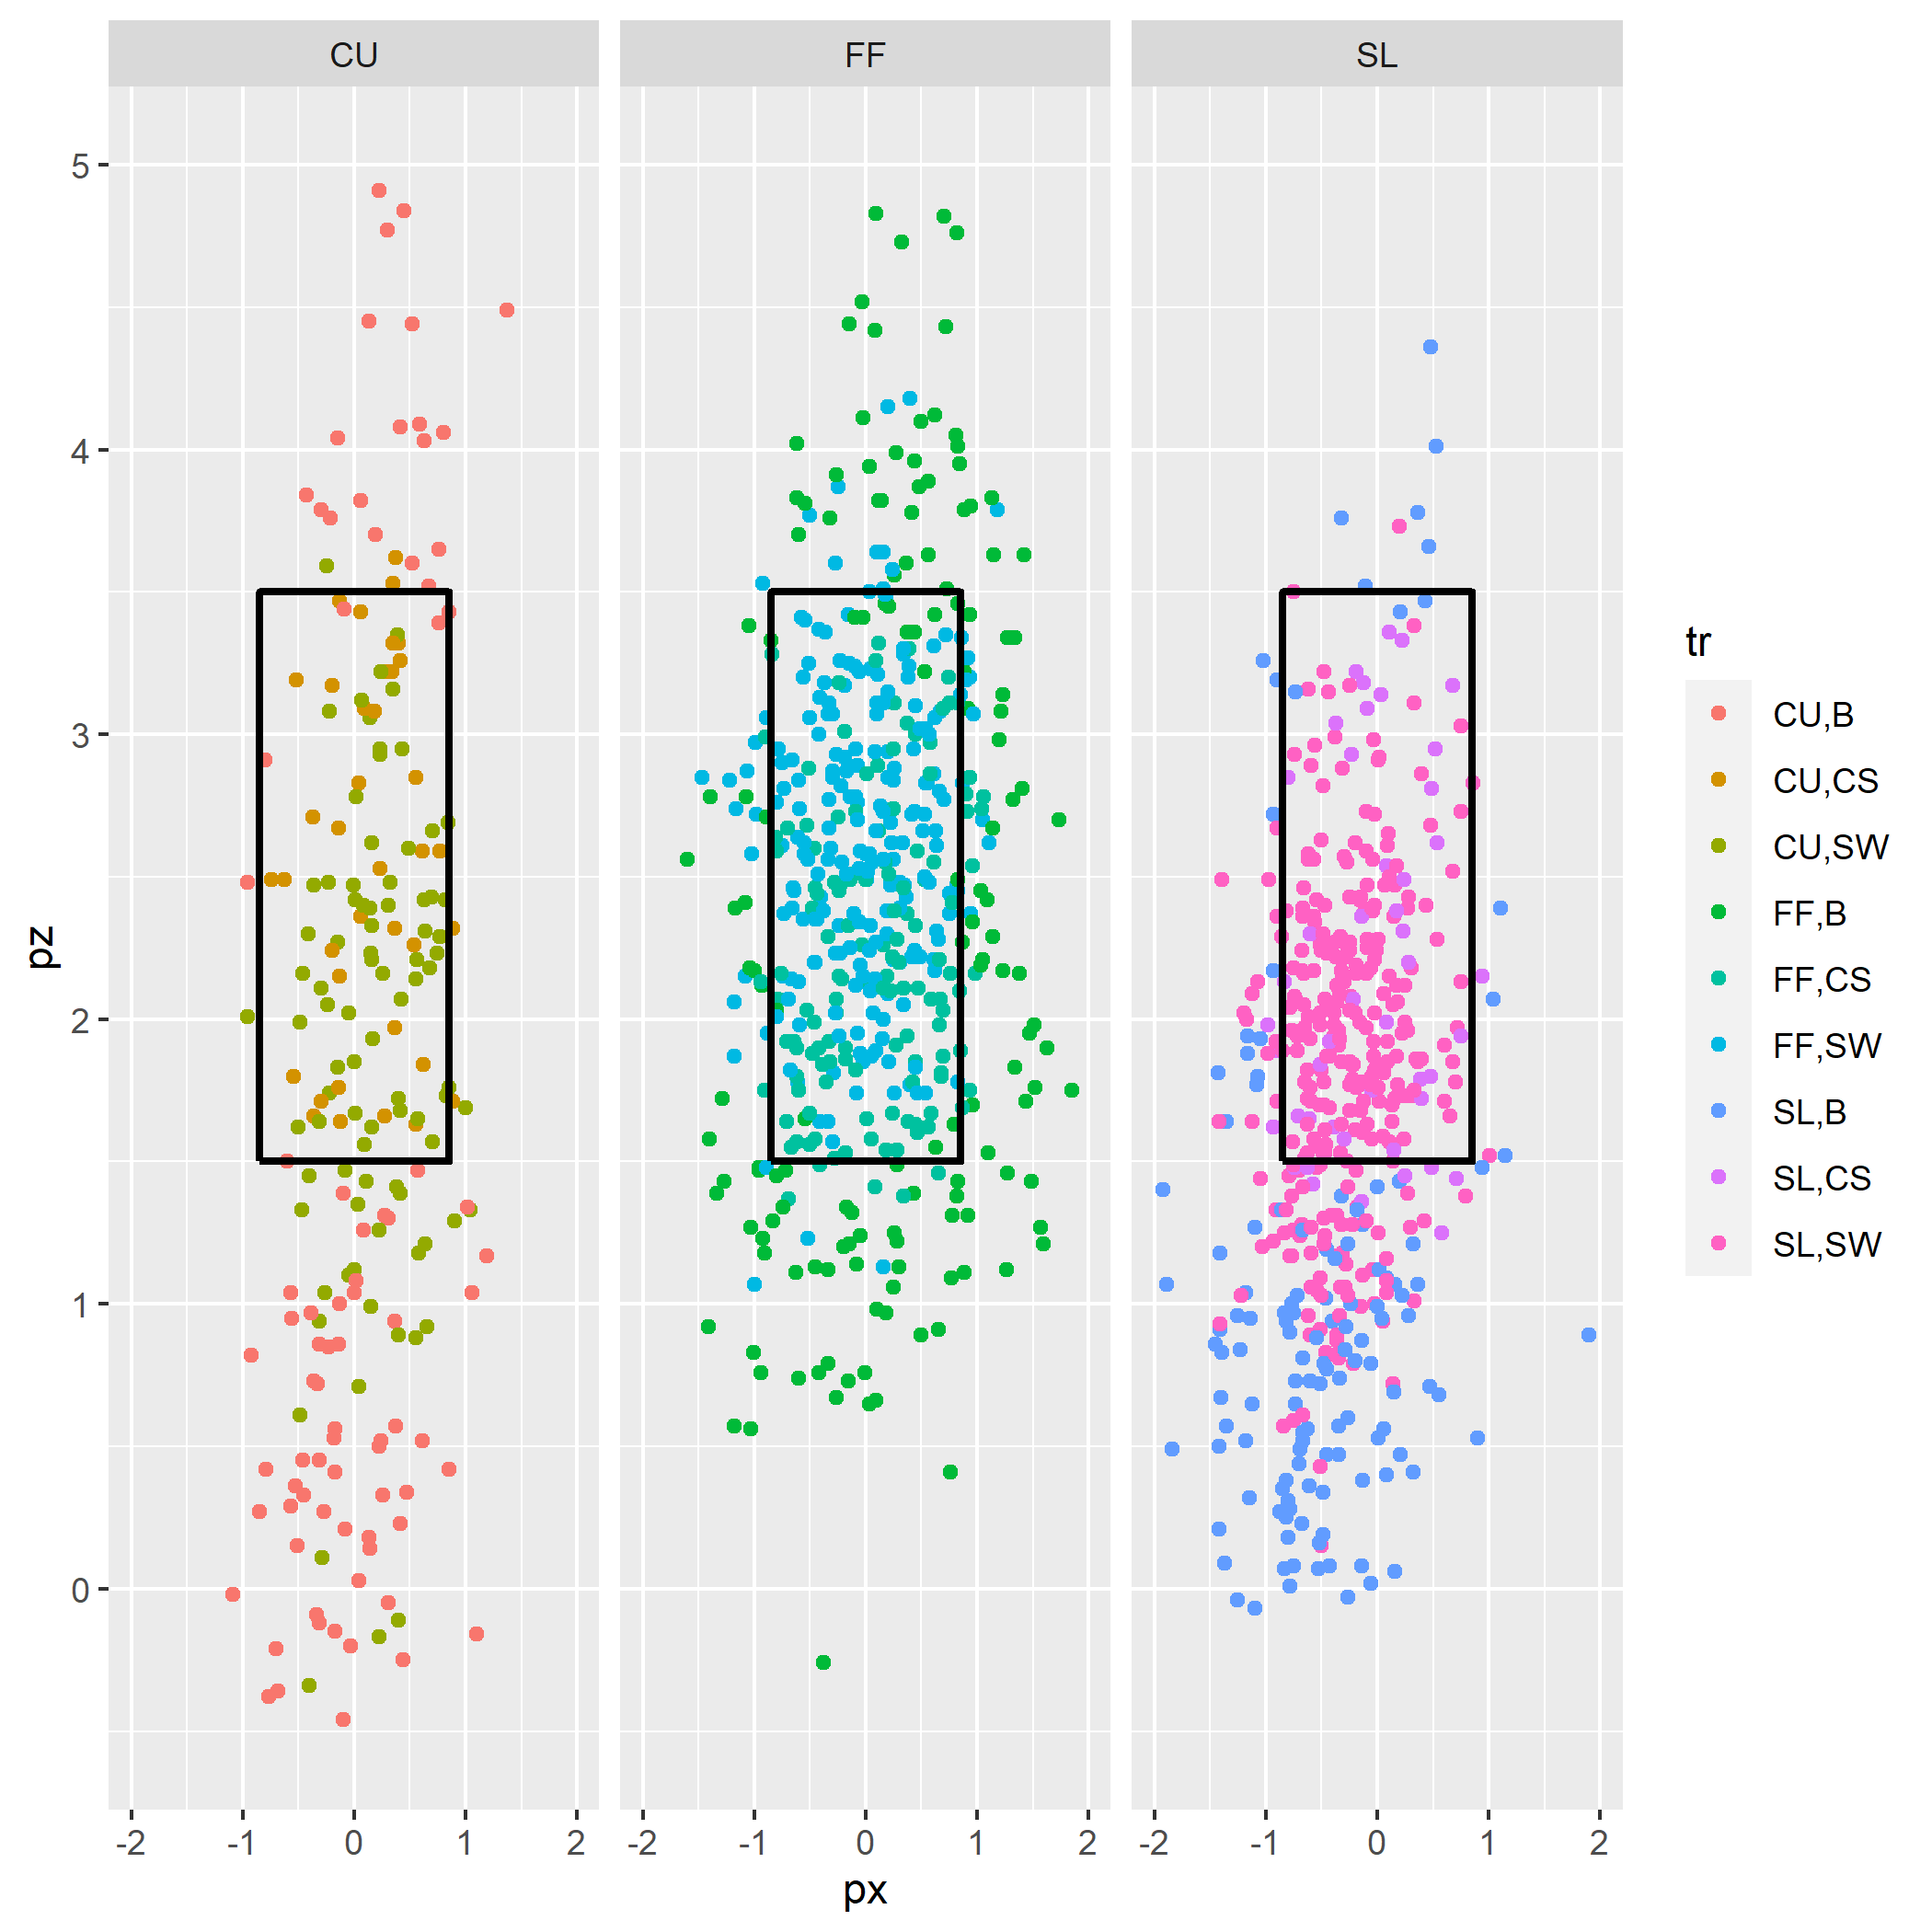 CU FF SL
5
4
3
2
1
0
pz
-2 -1 0 1 2 -2 -1 0 1 2 -2 -1 0 1 2
px
tr
CU,B
CU,CS
CU,SW
FF,B
FF,CS
FF,SW
SL,B
SL,CS
SL,SW